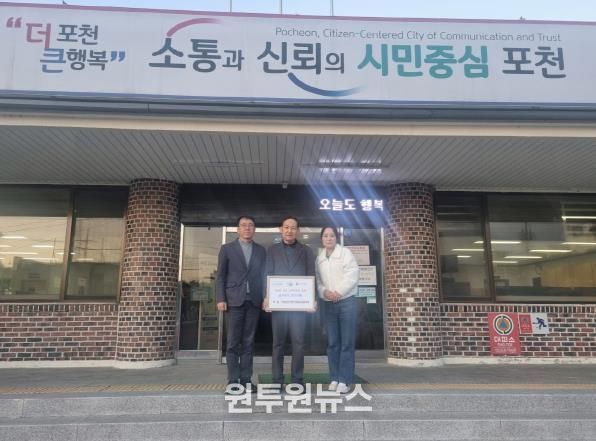 Pocheon, Citizen-Centered City of Communication and Trust
“더 포천
큰행복”
소통과 신뢰의 시민중심 포천
오늘도 행복
대피소
원투원뉴스